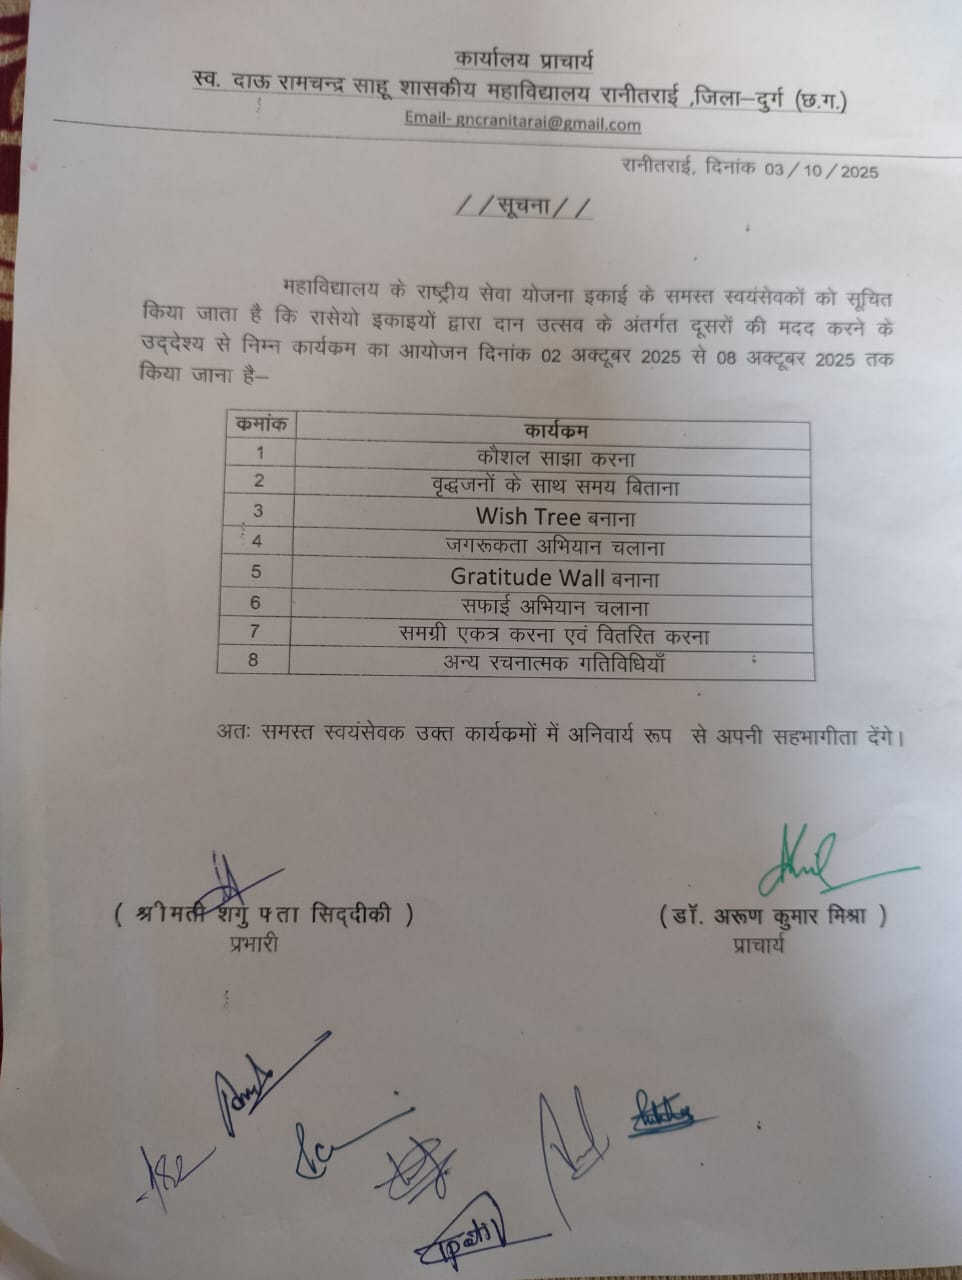 कार्यालय प्राचार्य
स्व. दाऊ रामचन्द्र साहू शासकीय महाविद्यालय रानीतराई ,जिला–दुर्ग (छ.ग.)
Email- gncranitarai@gmail.com
रानीतराई, दिनांक 03/10/2025
//सूचना//
महाविद्यालय के राष्ट्रीय सेवा योजना इकाई के समस्त स्वयंसेवकों को सूचित
किया जाता है कि रासेयो इकाइयों द्वारा दान उत्सव के अंतर्गत दूसरों की मदद करने के
उद्देश्य से निम्न कार्यकम का आयोजन दिनांक 02 अक्टूबर 2025 से 08 अक्टूबर 2025 तक
किया जाना है–
कमांक कार्यकम
1 कौशल साझा करना
2 वृद्धजनों के साथ समय बिताना
3 Wish Tree बनाना
4 जगरूकता अभियान चलाना
5 Gratitude Wall बनाना
6 सफाई अभियान चलाना
7 समग्री एकत्र करना एवं वितरित करना
8 अन्य रचनात्मक गतिविधियाँ
अतः समस्त स्वयंसेवक उक्त कार्यकमों में अनिवार्य रूप से अपनी सहभागीता देंगे।
( श्रीमती शगु फ्ता सिद्दीकी ) (डॉ. अरूण कुमार मिश्रा )
प्रभारी प्राचार्य